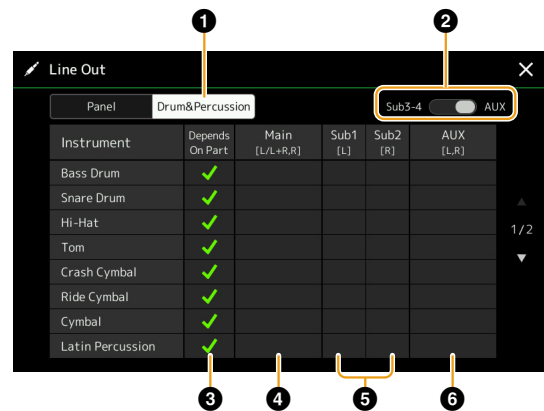 1 2
Line Out ×
Panel Drum&Percussion Sub3-4 AUX
Instrument Depends On Part Main [L/L+R,R] Sub1 [L] Sub2 [R] AUX [L,R]
Bass Drum
Snare Drum
Hi-Hat
1/2
Tom
Crash Cymbal
Ride Cymbal
Cymbal
Latin Percussion
3 4 5 6